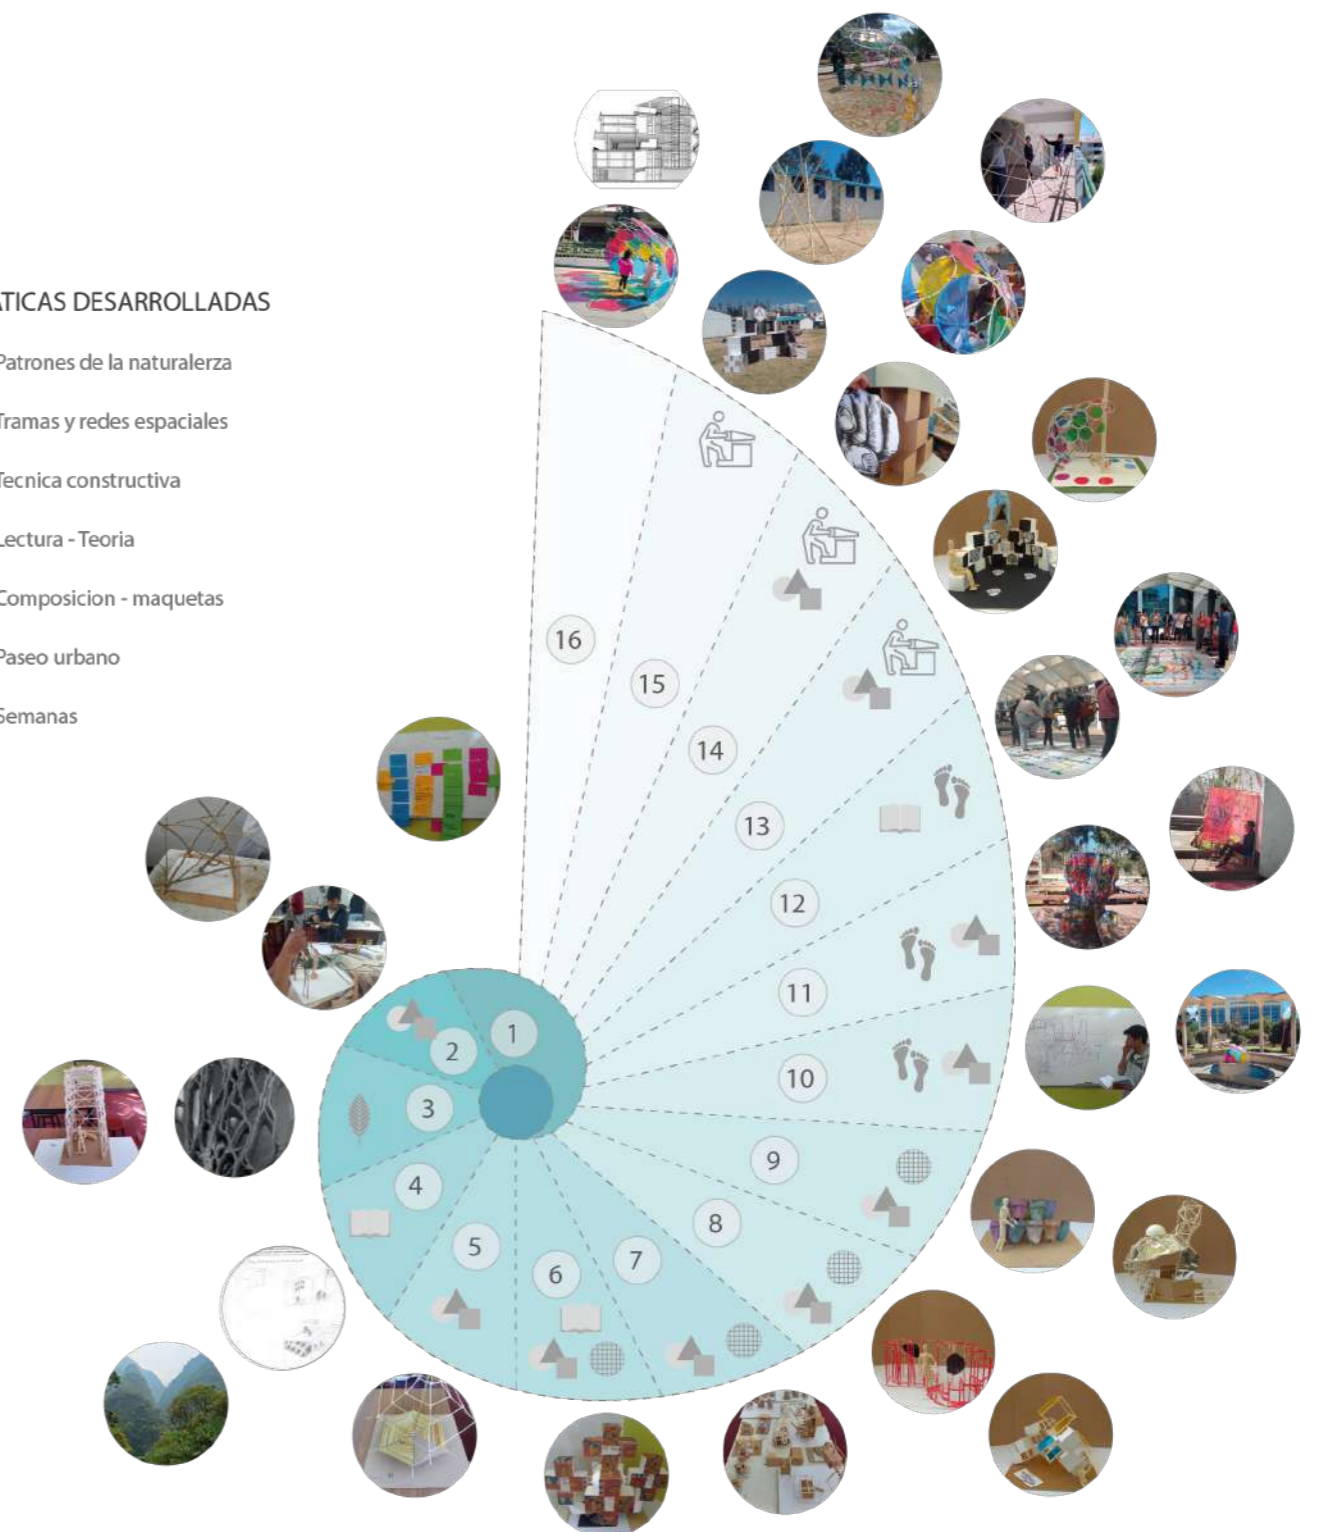 ÁTICAS DESARROLLADAS
Patrones de la naturalerza
Tramas y redes espaciales
Tecnica constructiva
Lectura - Teoria
Composicion - maquetas
Paseo urbano
Semanas
16
15
14
13
12
11
10
9
8
7
6
5
4
3
2
1